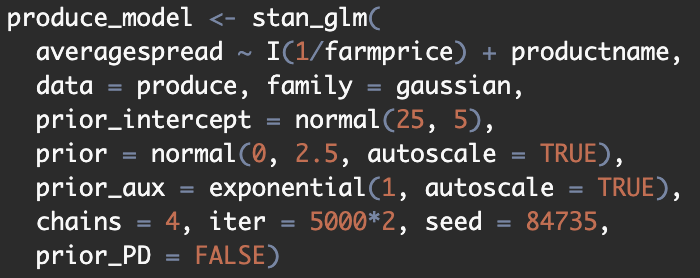 produce_model <- stan_glm(
  averagespread ~ I(1/farmprice) + productname,
  data = produce, family = gaussian,
  prior_intercept = normal(25, 5),
  prior = normal(0, 2.5, autoscale = TRUE),
  prior_aux = exponential(1, autoscale = TRUE),
  chains = 4, iter = 5000*2, seed = 84735,
  prior_PD = FALSE)